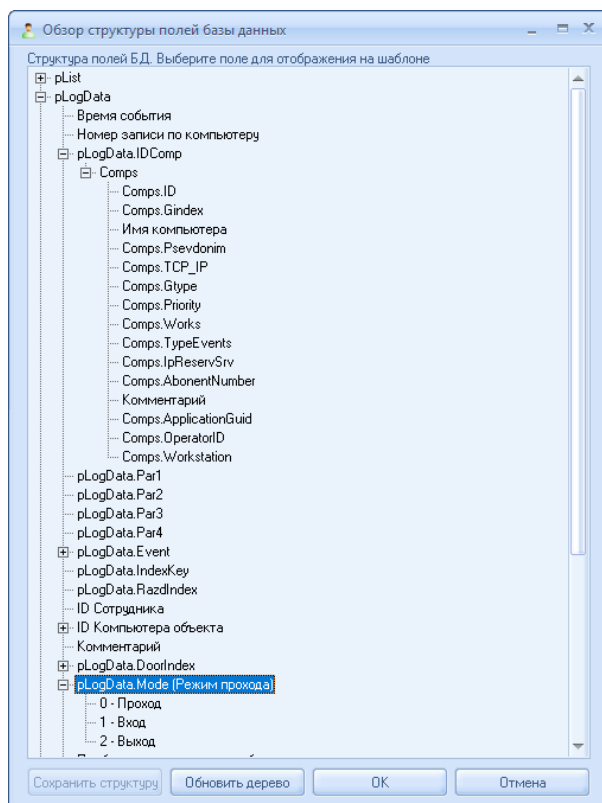 Обзор структуры полей базы данных
Структура полей БД. Выберите поле для отображения на шаблоне
pList
pLogData
Время события
Номер записи по компьютеру
pLogData.IDComp
Comps
Comps.ID
Comps.Gindex
Имя компьютера
Comps.Psevdonim
Comps.TCP_IP
Comps.Gtype
Comps.Priority
Comps.Works
Comps.TypeEvents
Comps.IpReservSrv
Comps.AbonentNumber
Комментарий
Comps.ApplicationGuid
Comps.OperatorID
Comps.Workstation
pLogData.Par1
pLogData.Par2
pLogData.Par3
pLogData.Par4
pLogData.Event
pLogData.IndexKey
pLogData.RazdIndex
ID Сотрудника
ID Компьютера объекта
Комментарий
pLogData.DoorIndex
pLogData.Mode (Режим прохода)
0 - Проход
1 - Вход
2 - Выход
Сохранить структуру Обновить дерево OK Отмена